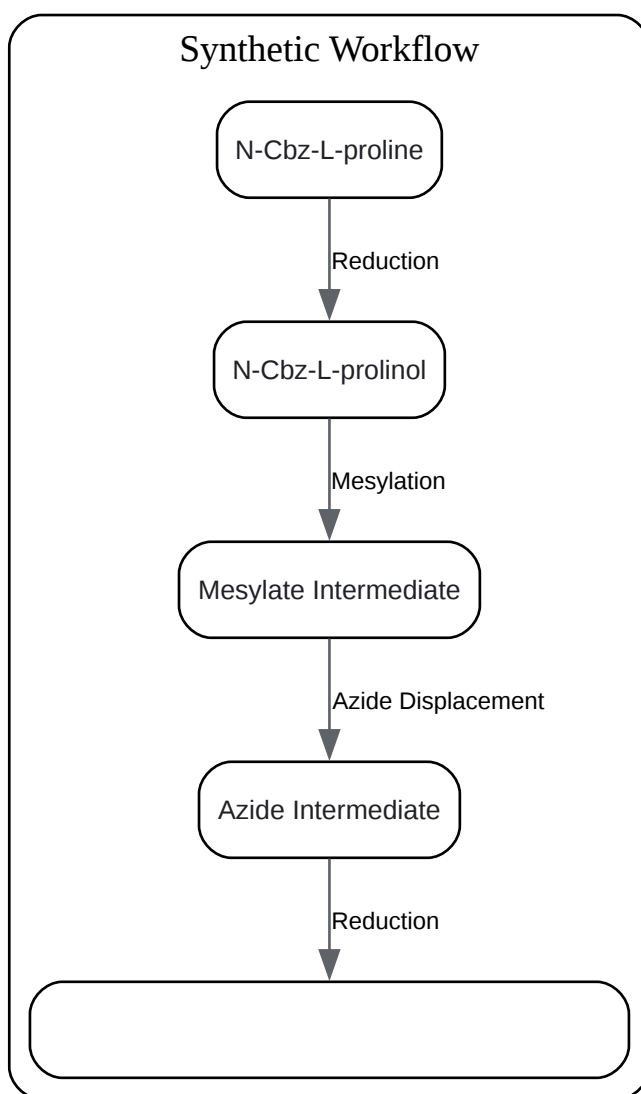 Synthetic Workflow
N-Cbz-L-proline
Reduction
N-Cbz-L-prolinol
Mesylation
Mesylate Intermediate
Azide Displacement
Azide Intermediate
Reduction